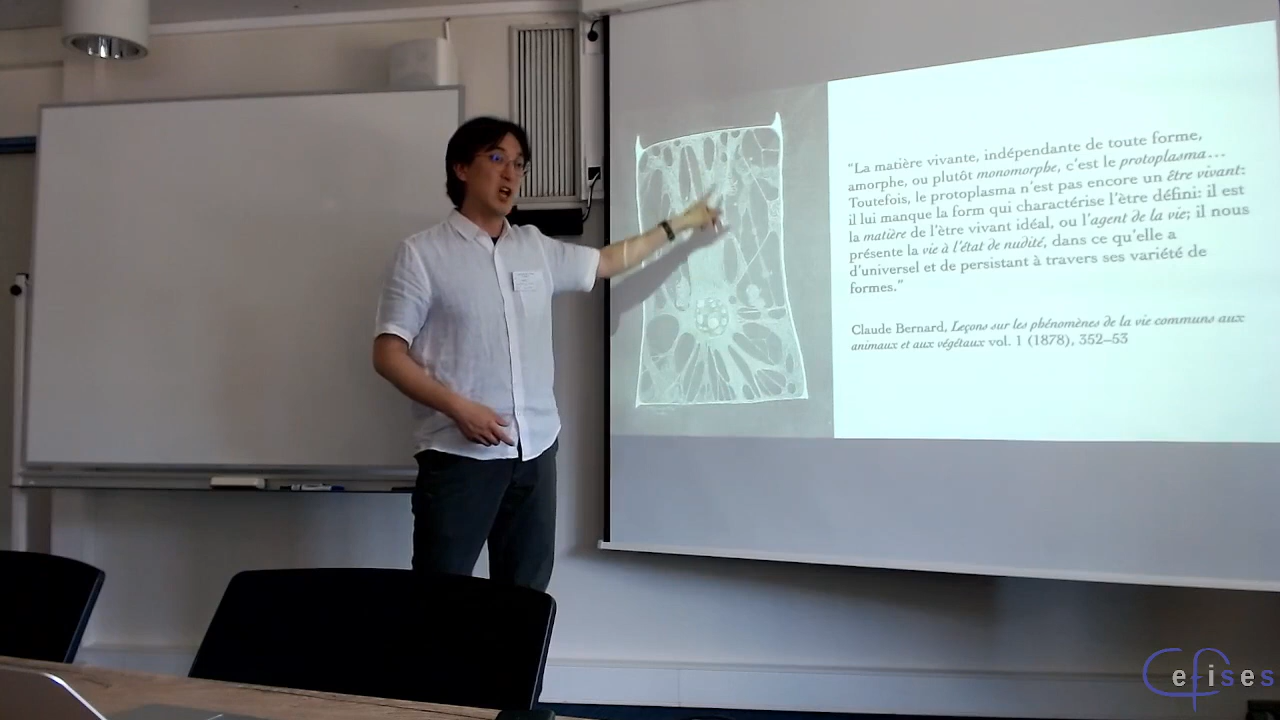 “La matière vivante, indépendante de toute forme,
amorphe, ou plutôt monomorphe, c’est le protoplasma…
Toutefois, le protoplasma n’est pas encore un être vivant:
il lui manque la form qui charactérise l’ètre défini: il est
la matière de l’ètre vivant idéal, ou l’agent de la vie; il nous
présente la vie à l’état de nudité, dans ce qu’elle a
d’universel et de persistant à travers ses variété de
formes.”
Claude Bernard, Leçons sur les phénomènes de la vie communs aux
animaux et aux végétaux vol. 1 (1878), 352–53
Cefises